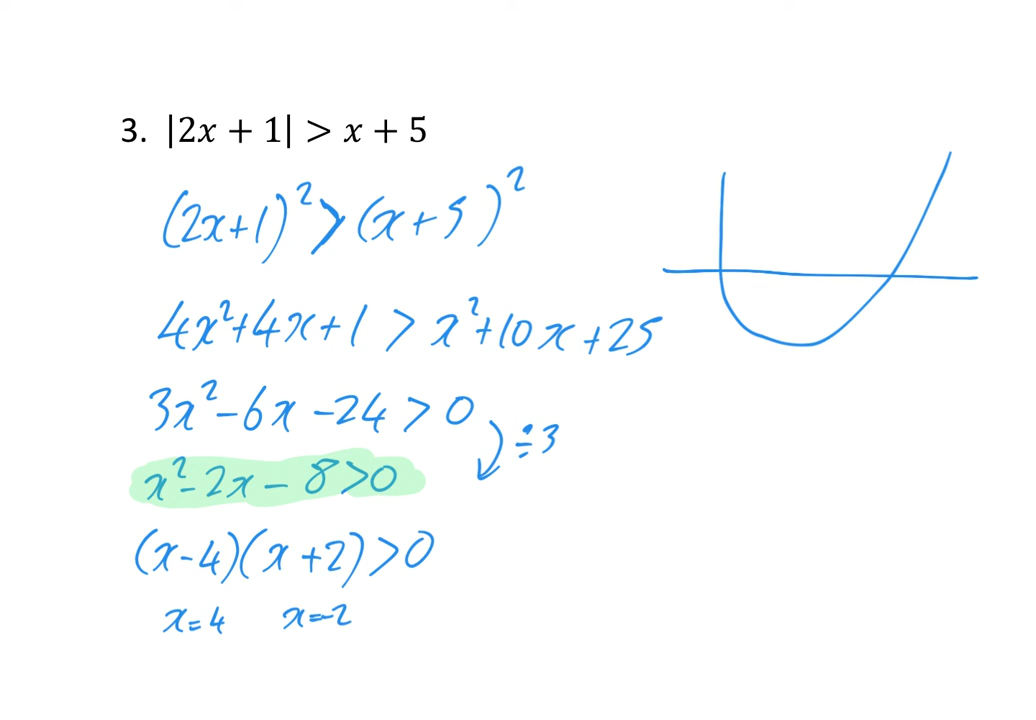 3. |2x + 1| > x + 5
(2x+1)² > (x+5)²
4x²+4x+1 > x²+10x+25
3x²-6x-24 > 0
÷3
x²-2x-8>0
(x-4)(x+2)>0
x=4 x=-2